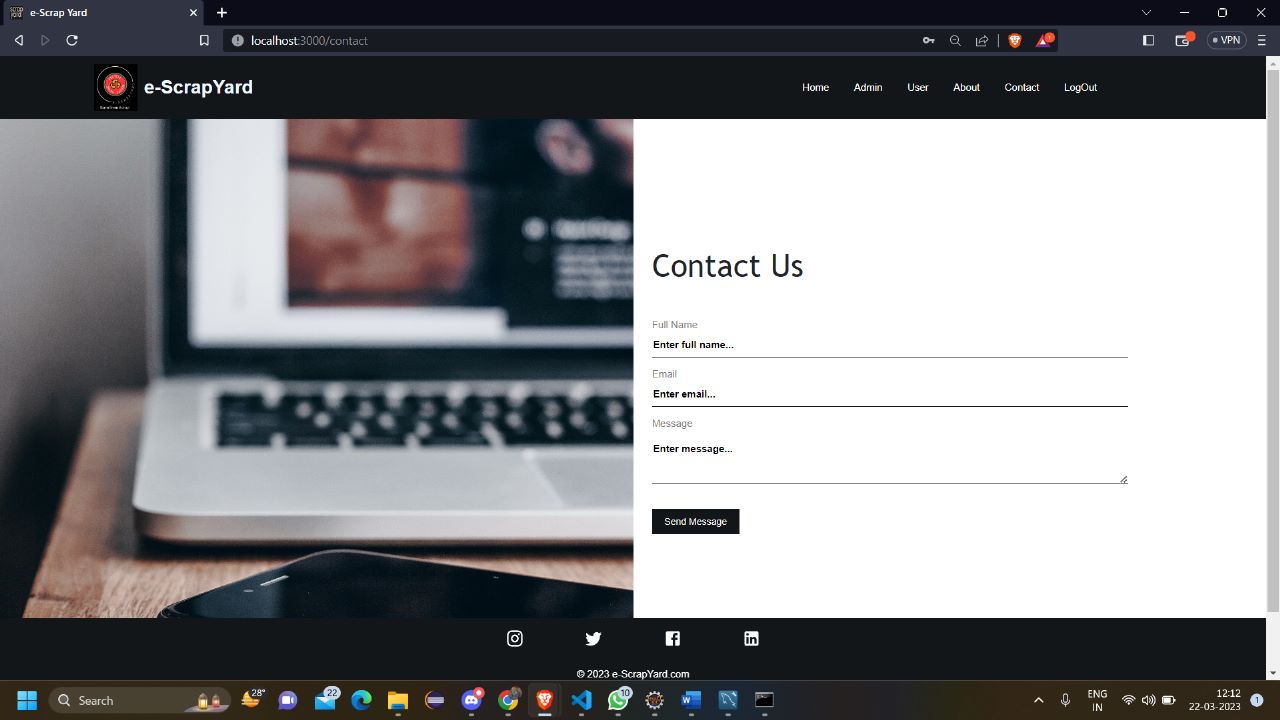 e-Scrap Yard
localhost:3000/contact
VPN
e-ScrapYard
Home Admin User About Contact LogOut
Contact Us
Full Name
Enter full name...
Email
Enter email...
Message
Enter message...
Send Message
© 2023 e-ScrapYard.com
Search
28°
22
10
ENG
IN
12:12
22-03-2023
1